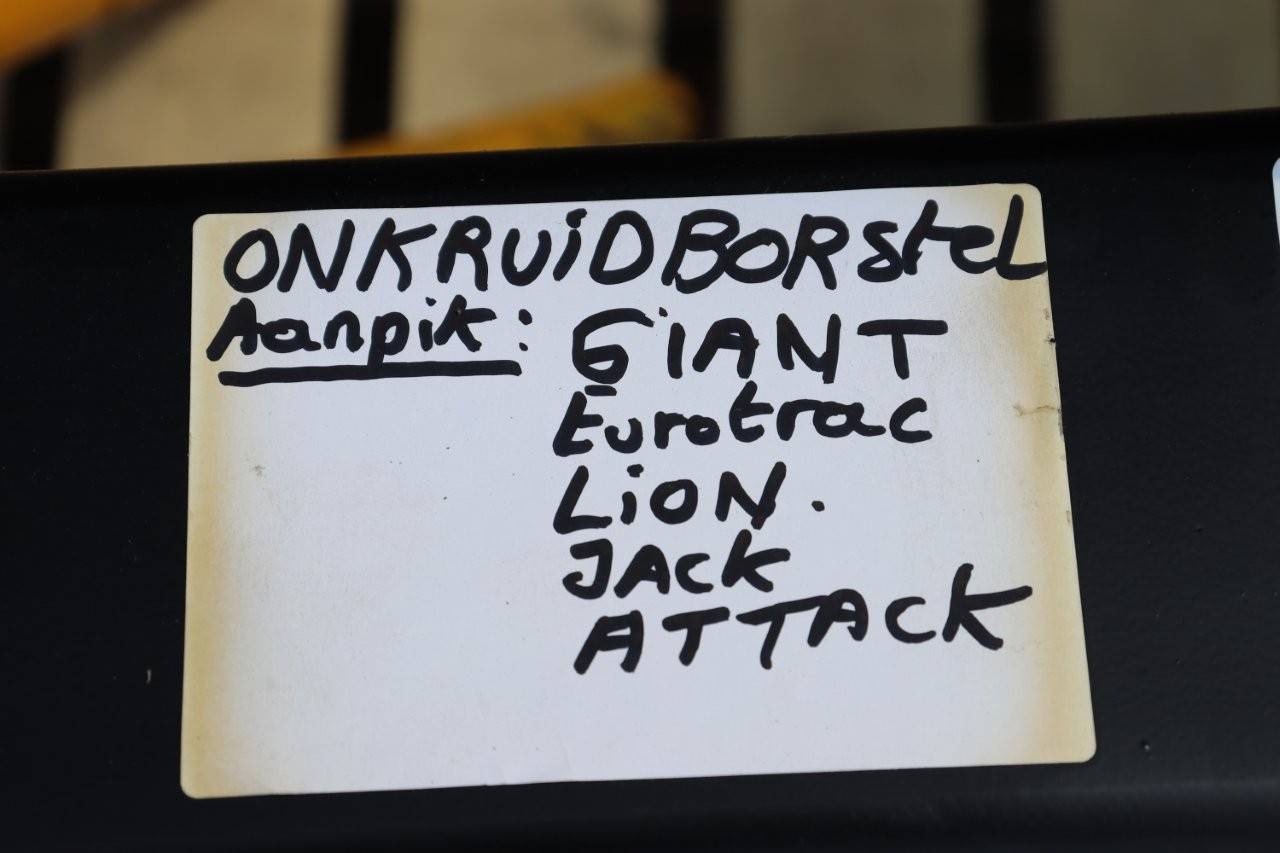 ONKRUiDBORstel
Aanpik: GiANT
Eurotrac
LiON.
JAck
ATTACK